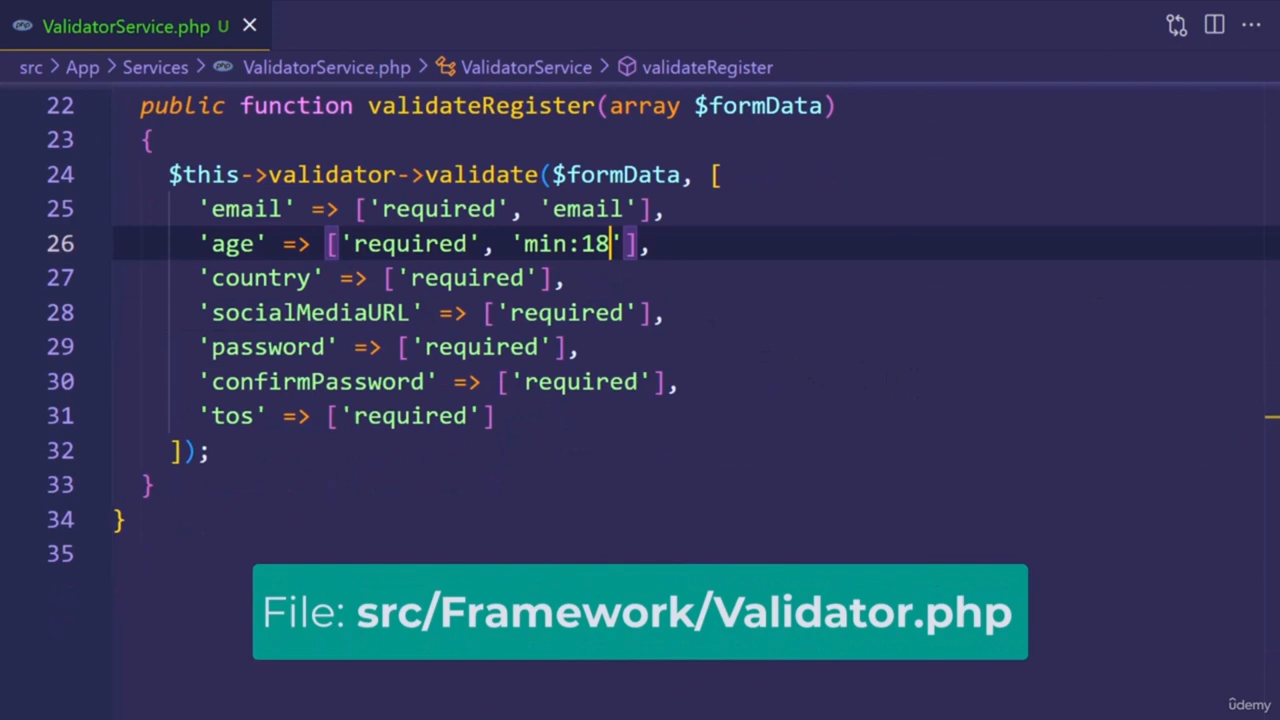 ValidatorService.php U
src > App > Services > ValidatorService.php > ValidatorService > validateRegister
22 public function validateRegister(array $formData)
23 {
24 $this->validator->validate($formData, [
25 'email' => ['required', 'email'],
26 'age' => ['required', 'min:18'],
27 'country' => ['required'],
28 'socialMediaURL' => ['required'],
29 'password' => ['required'],
30 'confirmPassword' => ['required'],
31 'tos' => ['required']
32 ]);
33 }
34 }
35
File: src/Framework/Validator.php
ûdemy